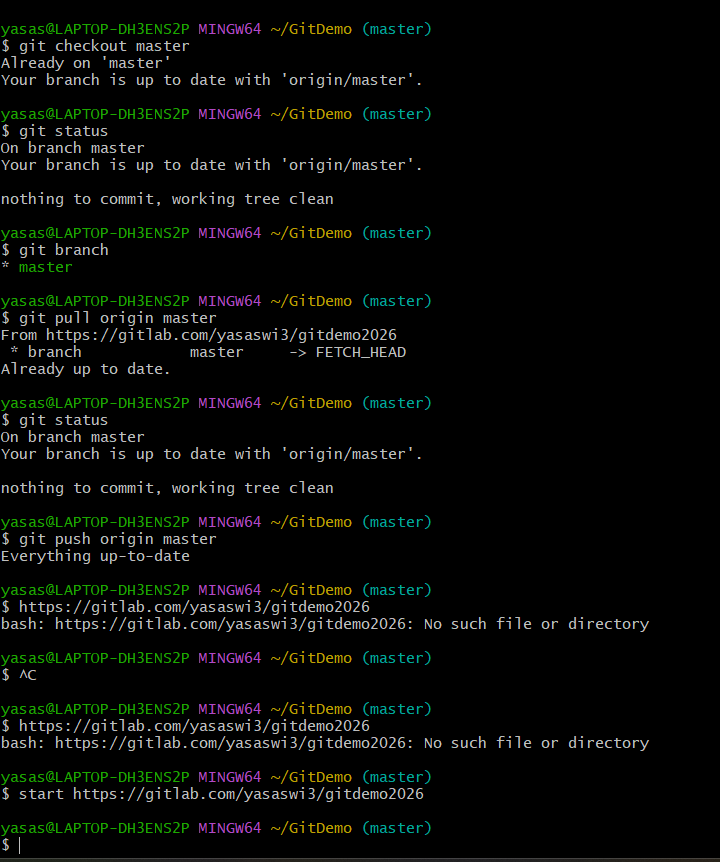 yasas@LAPTOP-DH3ENS2P MINGW64 ~/GitDemo (master)
$ git checkout master
Already on 'master'
Your branch is up to date with 'origin/master'.
yasas@LAPTOP-DH3ENS2P MINGW64 ~/GitDemo (master)
$ git status
On branch master
Your branch is up to date with 'origin/master'.
nothing to commit, working tree clean
yasas@LAPTOP-DH3ENS2P MINGW64 ~/GitDemo (master)
$ git branch
* master
yasas@LAPTOP-DH3ENS2P MINGW64 ~/GitDemo (master)
$ git pull origin master
From https://gitlab.com/yasaswi3/gitdemo2026
 * branch            master     -> FETCH_HEAD
Already up to date.
yasas@LAPTOP-DH3ENS2P MINGW64 ~/GitDemo (master)
$ git status
On branch master
Your branch is up to date with 'origin/master'.
nothing to commit, working tree clean
yasas@LAPTOP-DH3ENS2P MINGW64 ~/GitDemo (master)
$ git push origin master
Everything up-to-date
yasas@LAPTOP-DH3ENS2P MINGW64 ~/GitDemo (master)
$ https://gitlab.com/yasaswi3/gitdemo2026
bash: https://gitlab.com/yasaswi3/gitdemo2026: No such file or directory
yasas@LAPTOP-DH3ENS2P MINGW64 ~/GitDemo (master)
$ ^C
yasas@LAPTOP-DH3ENS2P MINGW64 ~/GitDemo (master)
$ https://gitlab.com/yasaswi3/gitdemo2026
bash: https://gitlab.com/yasaswi3/gitdemo2026: No such file or directory
yasas@LAPTOP-DH3ENS2P MINGW64 ~/GitDemo (master)
$ start https://gitlab.com/yasaswi3/gitdemo2026
yasas@LAPTOP-DH3ENS2P MINGW64 ~/GitDemo (master)
$